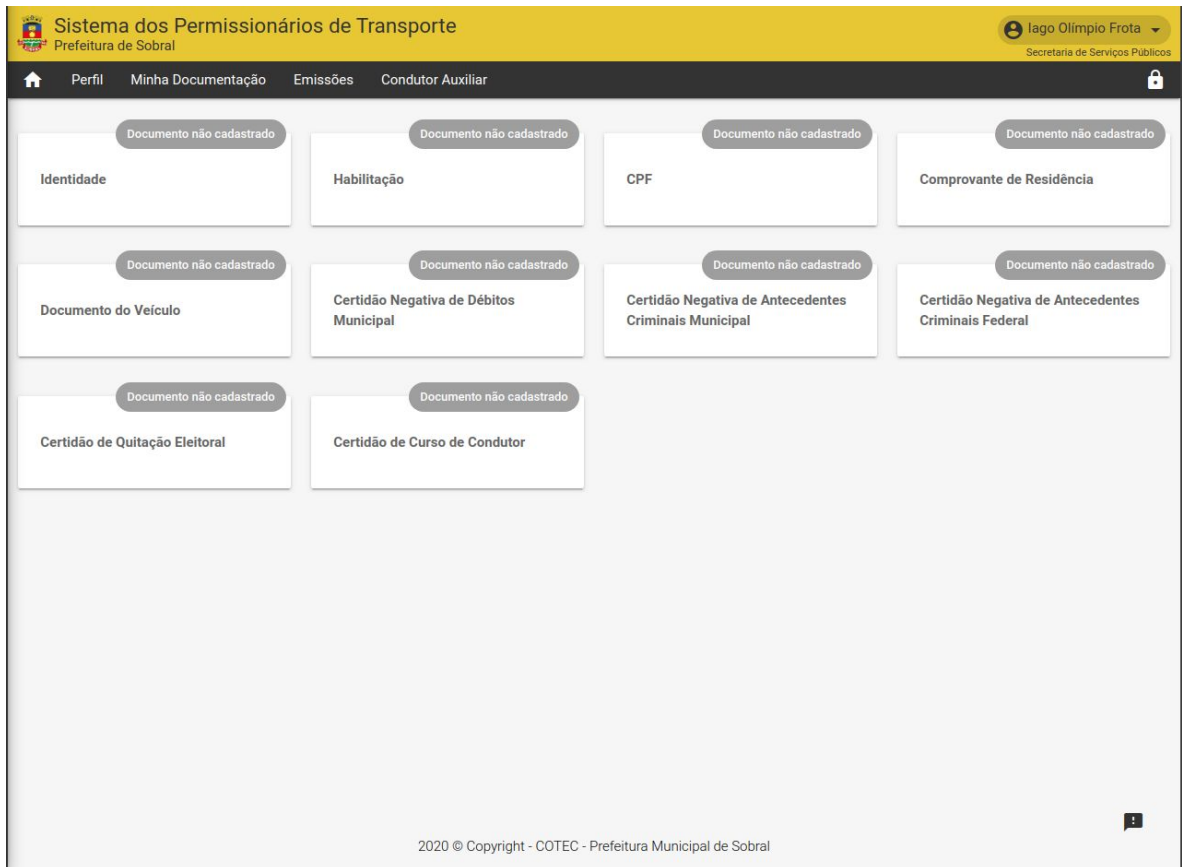 Sistema dos Permissionários de Transporte
Prefeitura de Sobral
Iago Olímpio Frota
Secretaria de Serviços Públicos
Perfil Minha Documentação Emissões Condutor Auxiliar
Documento não cadastrado Documento não cadastrado Documento não cadastrado Documento não cadastrado
Identidade Habilitação CPF Comprovante de Residência
Documento não cadastrado Documento não cadastrado Documento não cadastrado Documento não cadastrado
Documento do Veículo
Certidão Negativa de Débitos
Municipal
Certidão Negativa de Antecedentes
Criminais Municipal
Certidão Negativa de Antecedentes
Criminais Federal
Documento não cadastrado Documento não cadastrado
Certidão de Quitação Eleitoral Certidão de Curso de Condutor
2020 © Copyright - COTEC - Prefeitura Municipal de Sobral